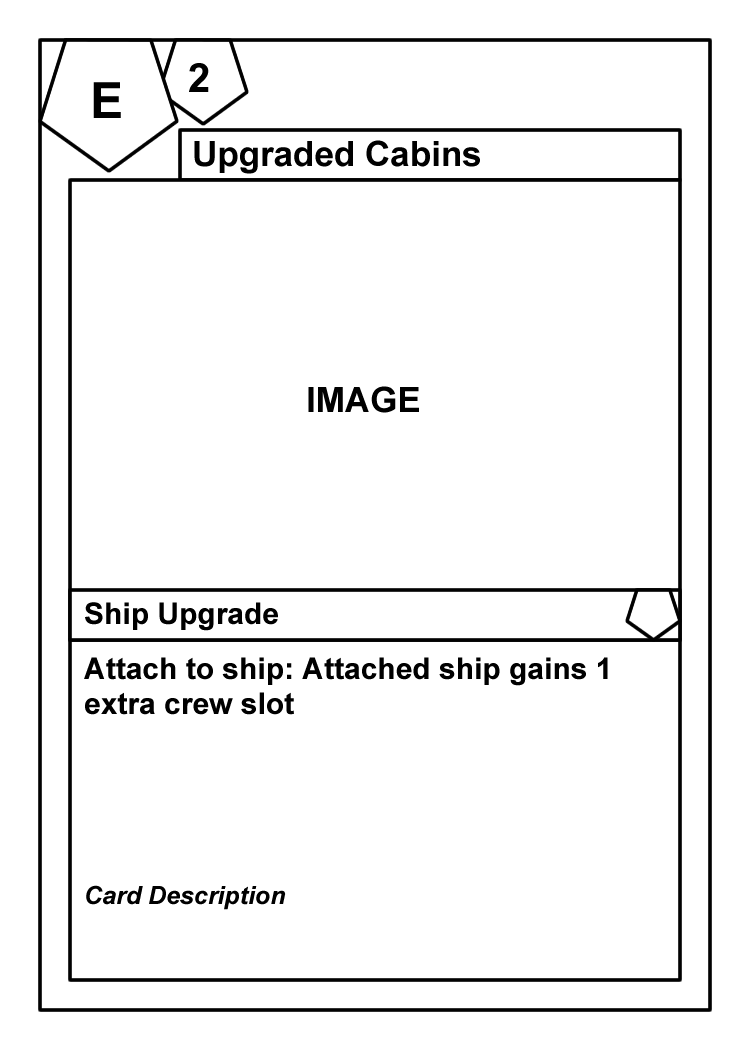 E
2
Upgraded Cabins
IMAGE
Ship Upgrade
Attach to ship: Attached ship gains 1
extra crew slot
Card Description